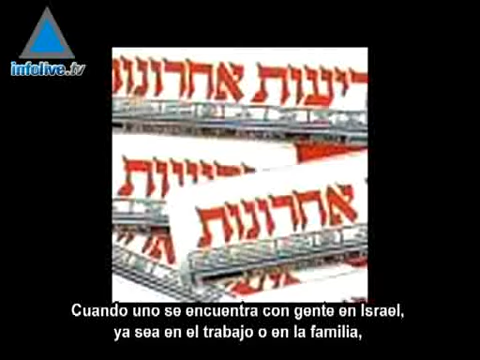 infolive.tv
ידיעות אחרונות
אחרונות
Cuando uno se encuentra con gente en Israel,
ya sea en el trabajo o en la familia,